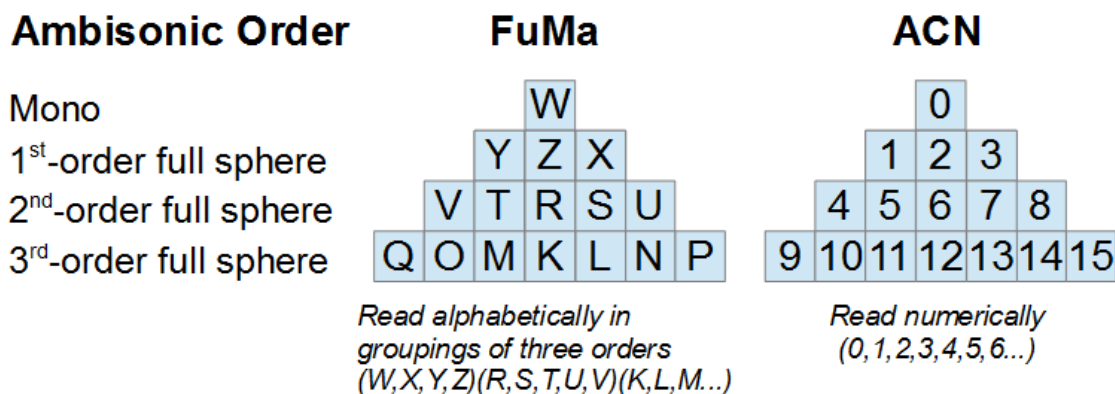 Ambisonic Order FuMa ACN
Mono W 0
1st-order full sphere Y Z X 1 2 3
2nd-order full sphere V T R S U 4 5 6 7 8
3rd-order full sphere Q O M K L N P 9 10 11 12 13 14 15
Read alphabetically in
groupings of three orders
(W,X,Y,Z)(R,S,T,U,V)(K,L,M...)
Read numerically
(0,1,2,3,4,5,6...)